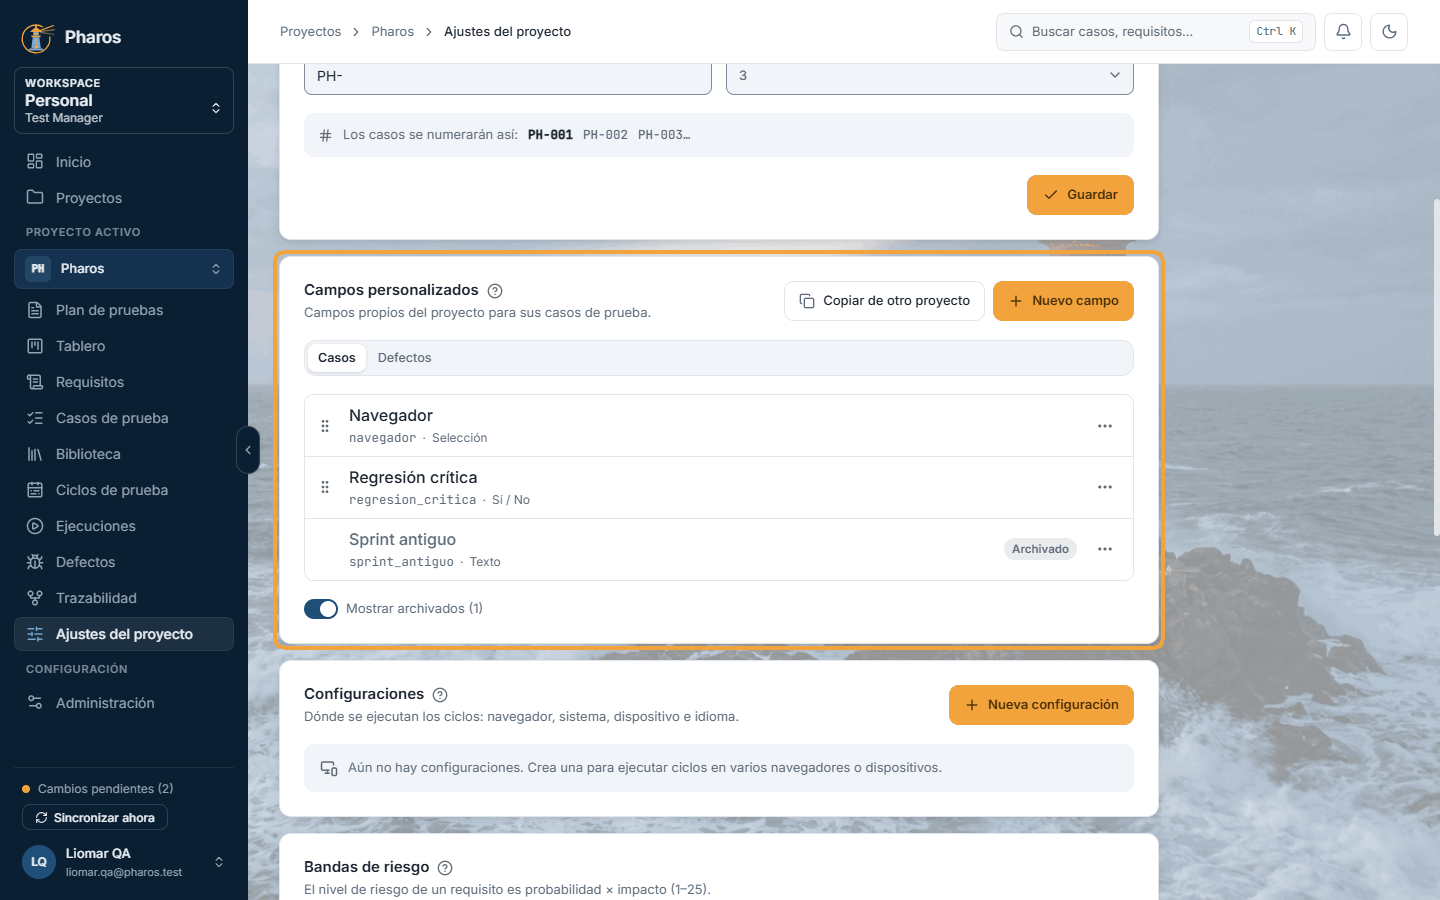 Pharos
WORKSPACE
Personal
Test Manager
Inicio
Proyectos
PROYECTO ACTIVO
PH Pharos
Plan de pruebas
Tablero
Requisitos
Casos de prueba
Biblioteca
Ciclos de prueba
Ejecuciones
Defectos
Trazabilidad
Ajustes del proyecto
CONFIGURACIÓN
Administración
Cambios pendientes (2)
Sincronizar ahora
LQ Liomar QA
liomar.qa@pharos.test
Proyectos > Pharos > Ajustes del proyecto
Buscar casos, requisitos... Ctrl K
PH- 3
# Los casos se numerarán así: PH-001 PH-002 PH-003…
Guardar
Campos personalizados
Campos propios del proyecto para sus casos de prueba.
Copiar de otro proyecto
Nuevo campo
Casos Defectos
Navegador
navegador · Selección
Regresión crítica
regresion_critica · Sí / No
Sprint antiguo
sprint_antiguo · Texto
Archivado
Mostrar archivados (1)
Configuraciones
Dónde se ejecutan los ciclos: navegador, sistema, dispositivo e idioma.
Nueva configuración
Aún no hay configuraciones. Crea una para ejecutar ciclos en varios navegadores o dispositivos.
Bandas de riesgo
El nivel de riesgo de un requisito es probabilidad × impacto (1–25).